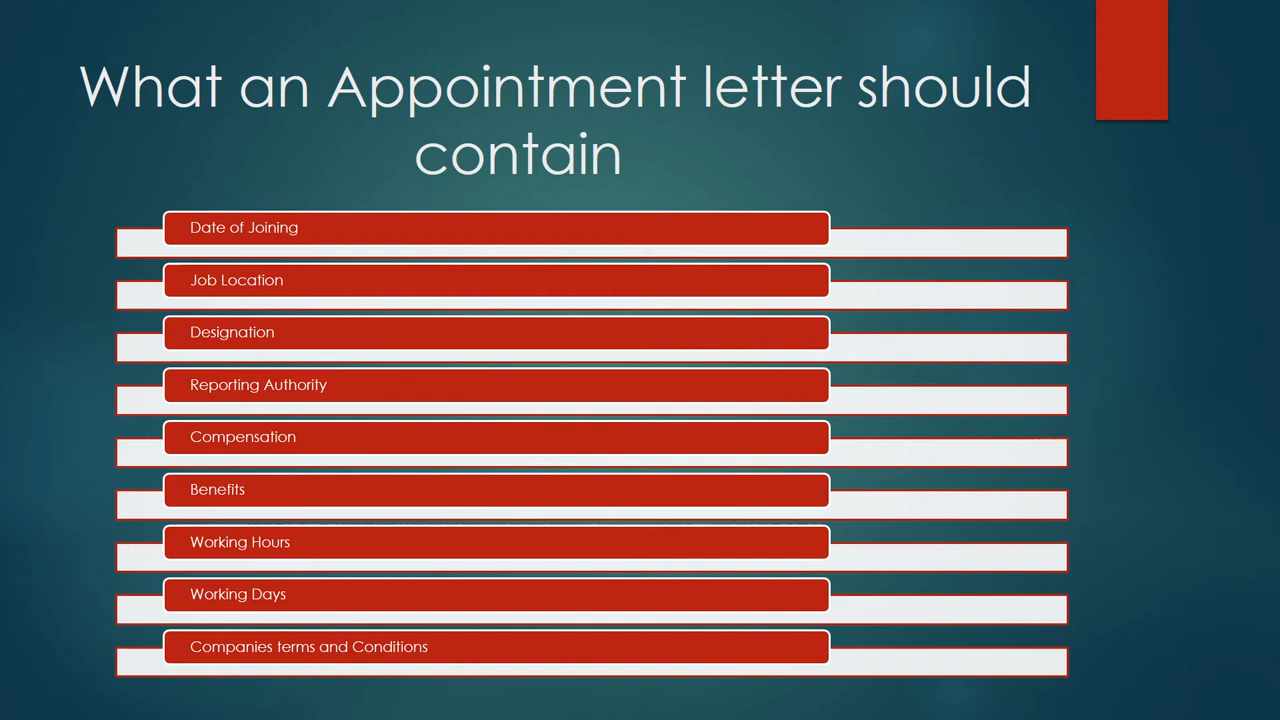 What an Appointment letter should
contain
Date of Joining
Job Location
Designation
Reporting Authority
Compensation
Benefits
Working Hours
Working Days
Companies terms and Conditions